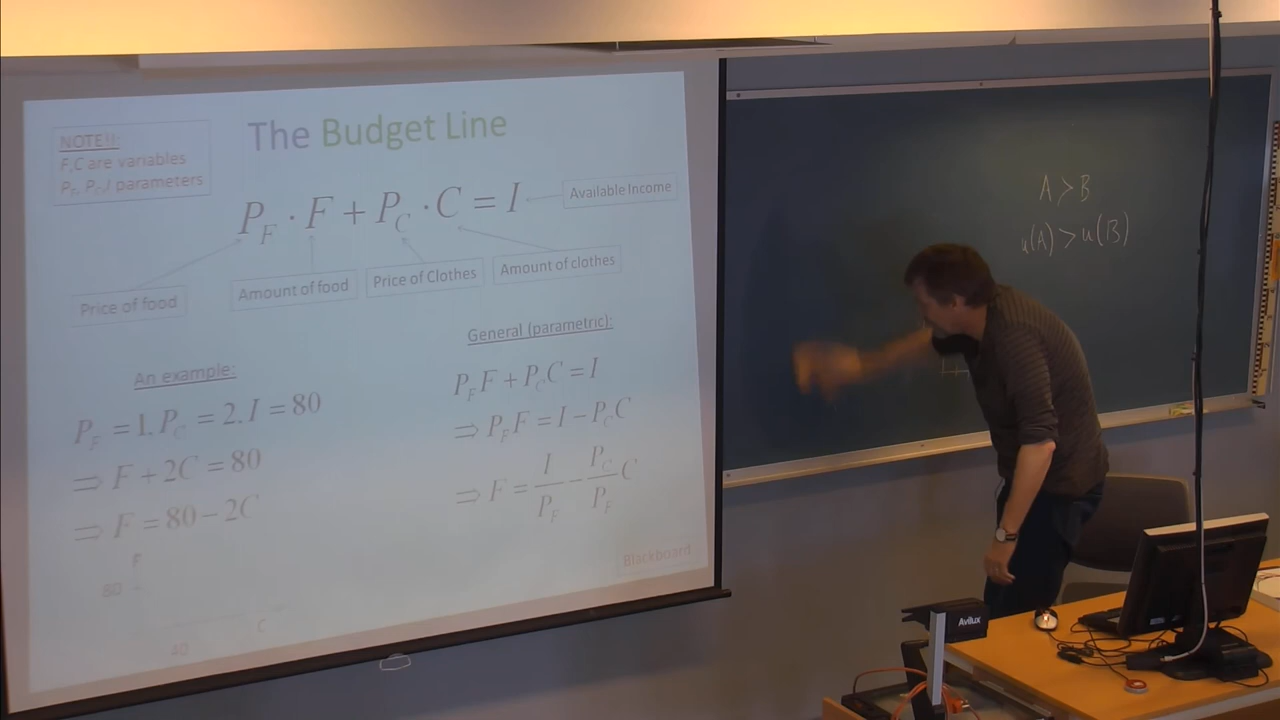 The Budget Line
NOTE!):
F,C are variables
P_F, P_C, I parameters
P_F · F + P_C · C = I
Available Income
Price of food
Amount of food
Price of Clothes
Amount of clothes
An example:
P_F = 1, P_C = 2, I = 80
⇒ F + 2C = 80
⇒ F = 80 − 2C
F
80
40
C
General (parametric):
P_F F + P_C C = I
⇒ P_F F = I − P_C C
⇒ F = I/P_F − P_C/P_F C
Blackboard
A > B
u(A) > u(B)
Avilux